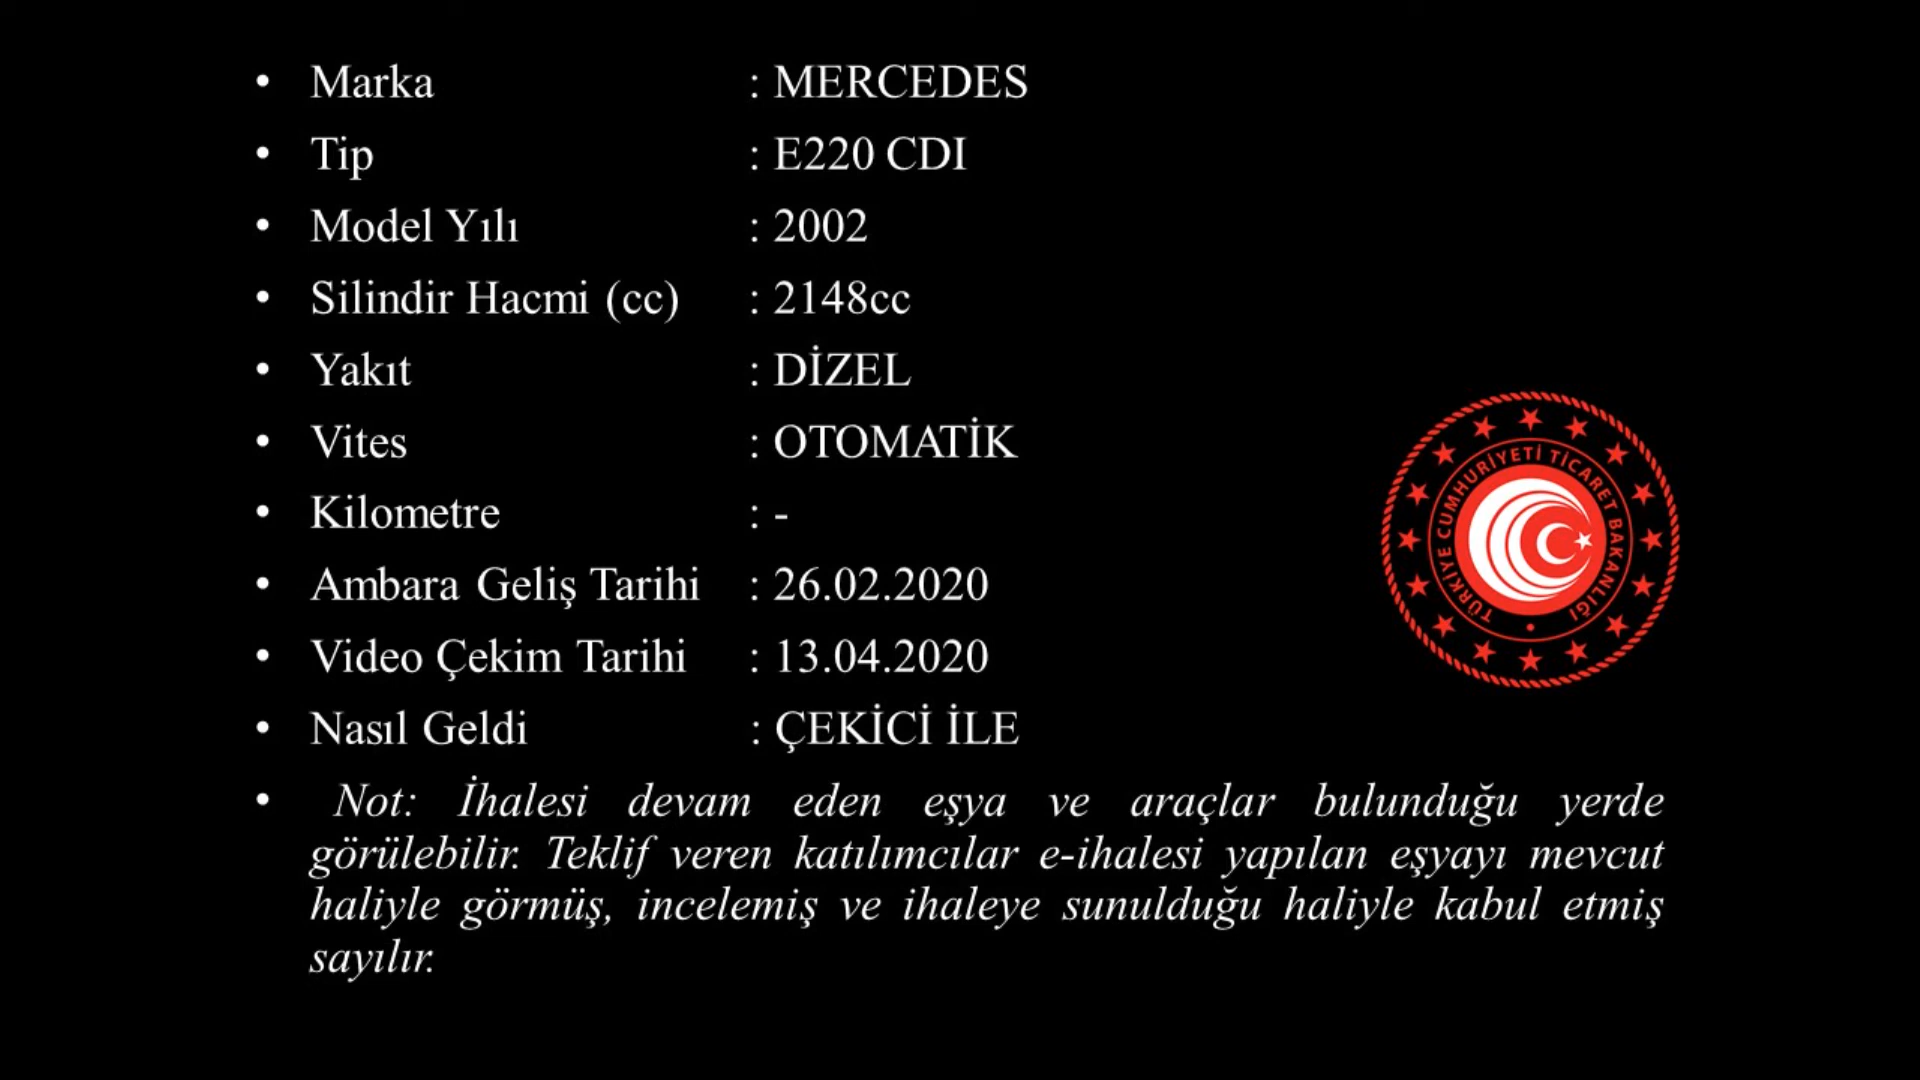 • Marka : MERCEDES
• Tip : E220 CDI
• Model Yılı : 2002
• Silindir Hacmi (cc) : 2148cc
• Yakıt : DİZEL
• Vites : OTOMATİK
• Kilometre : -
• Ambara Geliş Tarihi : 26.02.2020
• Video Çekim Tarihi : 13.04.2020
• Nasıl Geldi : ÇEKİCİ İLE
• Not: İhalesi devam eden eşya ve araçlar bulunduğu yerde
görülebilir. Teklif veren katılımcılar e-ihalesi yapılan eşyayı mevcut
haliyle görmüş, incelemiş ve ihaleye sunulduğu haliyle kabul etmiş
sayılır.
TÜRKİYE CUMHURİYETİ TİCARET BAKANLIĞI